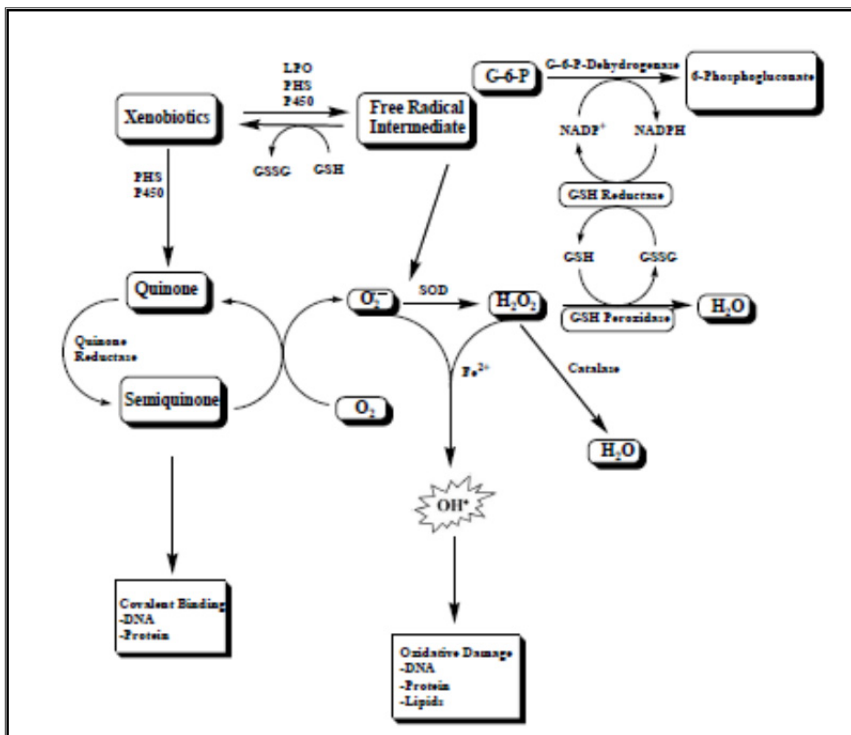 LPO
PHS
P450
G-6-P
G-6-P-Dehydrogenase
6-Phosphogluconate
Xenobiotics
Free Radical
Intermediate
GSSG
GSH
NADP⁺
NADPH
PHS
P450
GSH Reductase
GSH
GSSG
Quinone
O₂•−
SOD
H₂O₂
H₂O
GSH Peroxidase
Quinone
Reductase
Fe²⁺
Catalase
Semiquinone
O₂
H₂O
OH•
Covalent Binding
-DNA
-Protein
Oxidative Damage
-DNA
-Protein
-Lipids